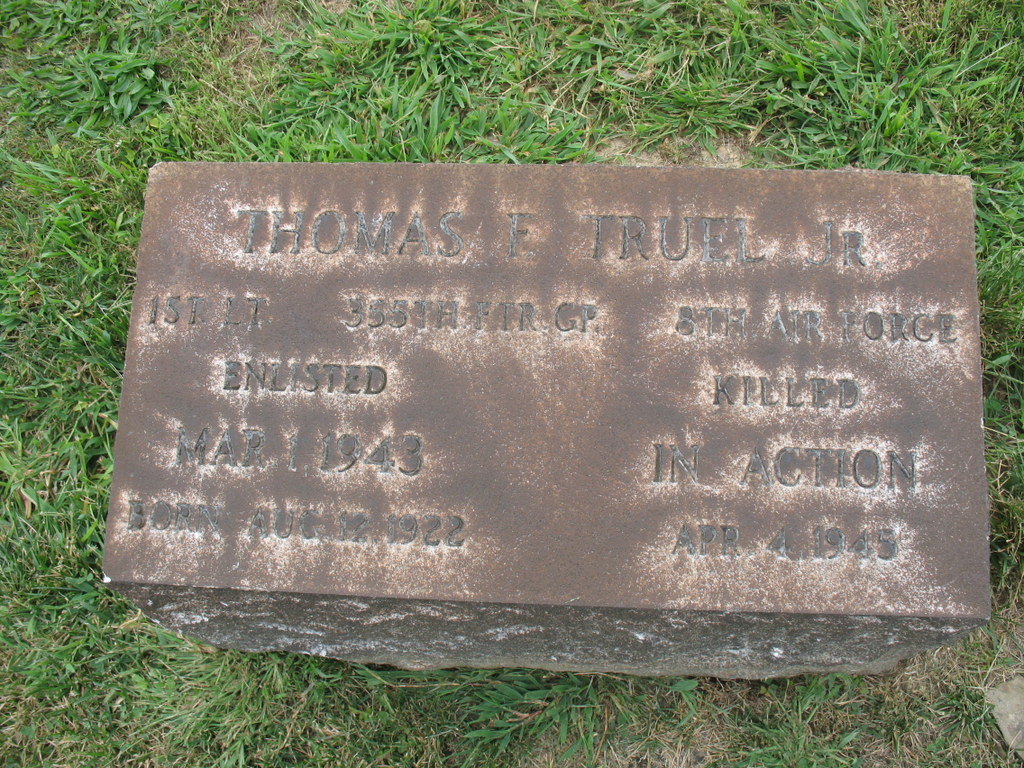 THOMAS F. TRUEL JR.
1ST. LT. 355TH FTR. GP. 8TH AIR FORCE
ENLISTED KILLED
MAR. 1, 1943 IN ACTION
BORN AUG. 12, 1922 APR. 4, 1945